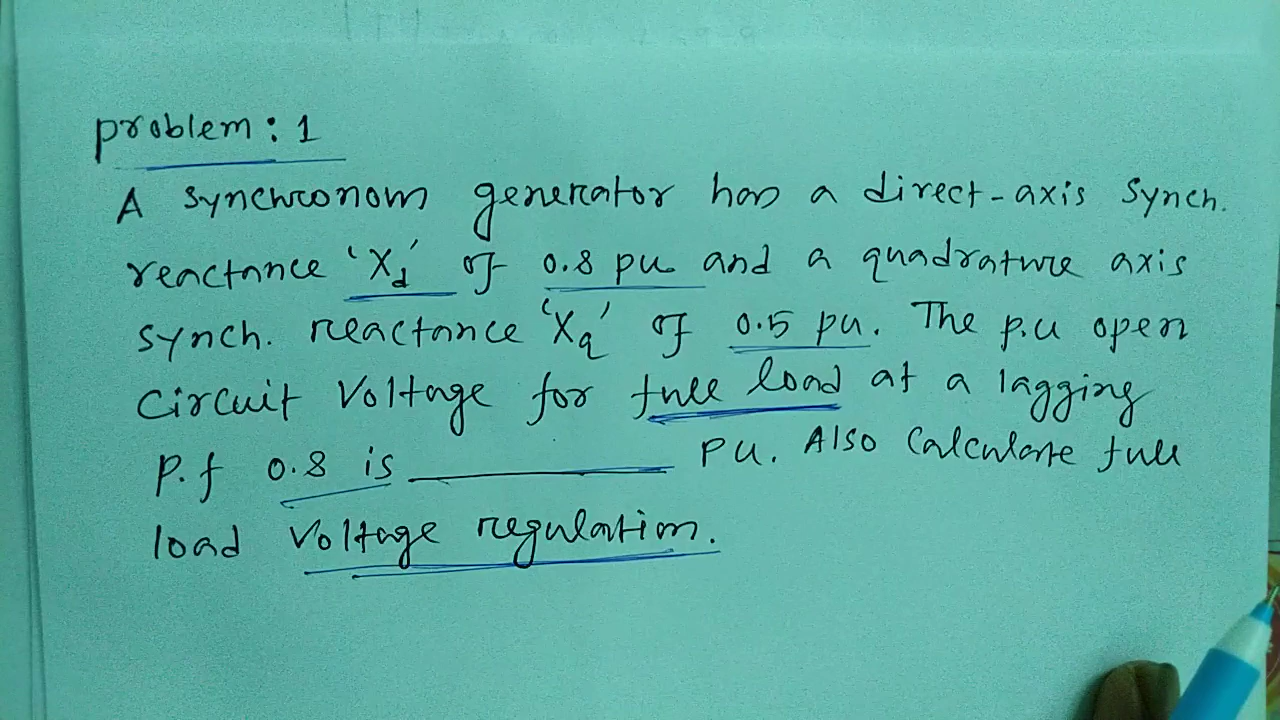 problem: 1
A synchronous generator has a direct-axis synch.
reactance 'Xd' of 0.8 pu and a quadrature axis
synch. reactance 'Xq' of 0.5 pu. The p.u open
circuit voltage for full load at a lagging
P.f 0.8 is __________ PU. Also calculate full
load voltage regulation.